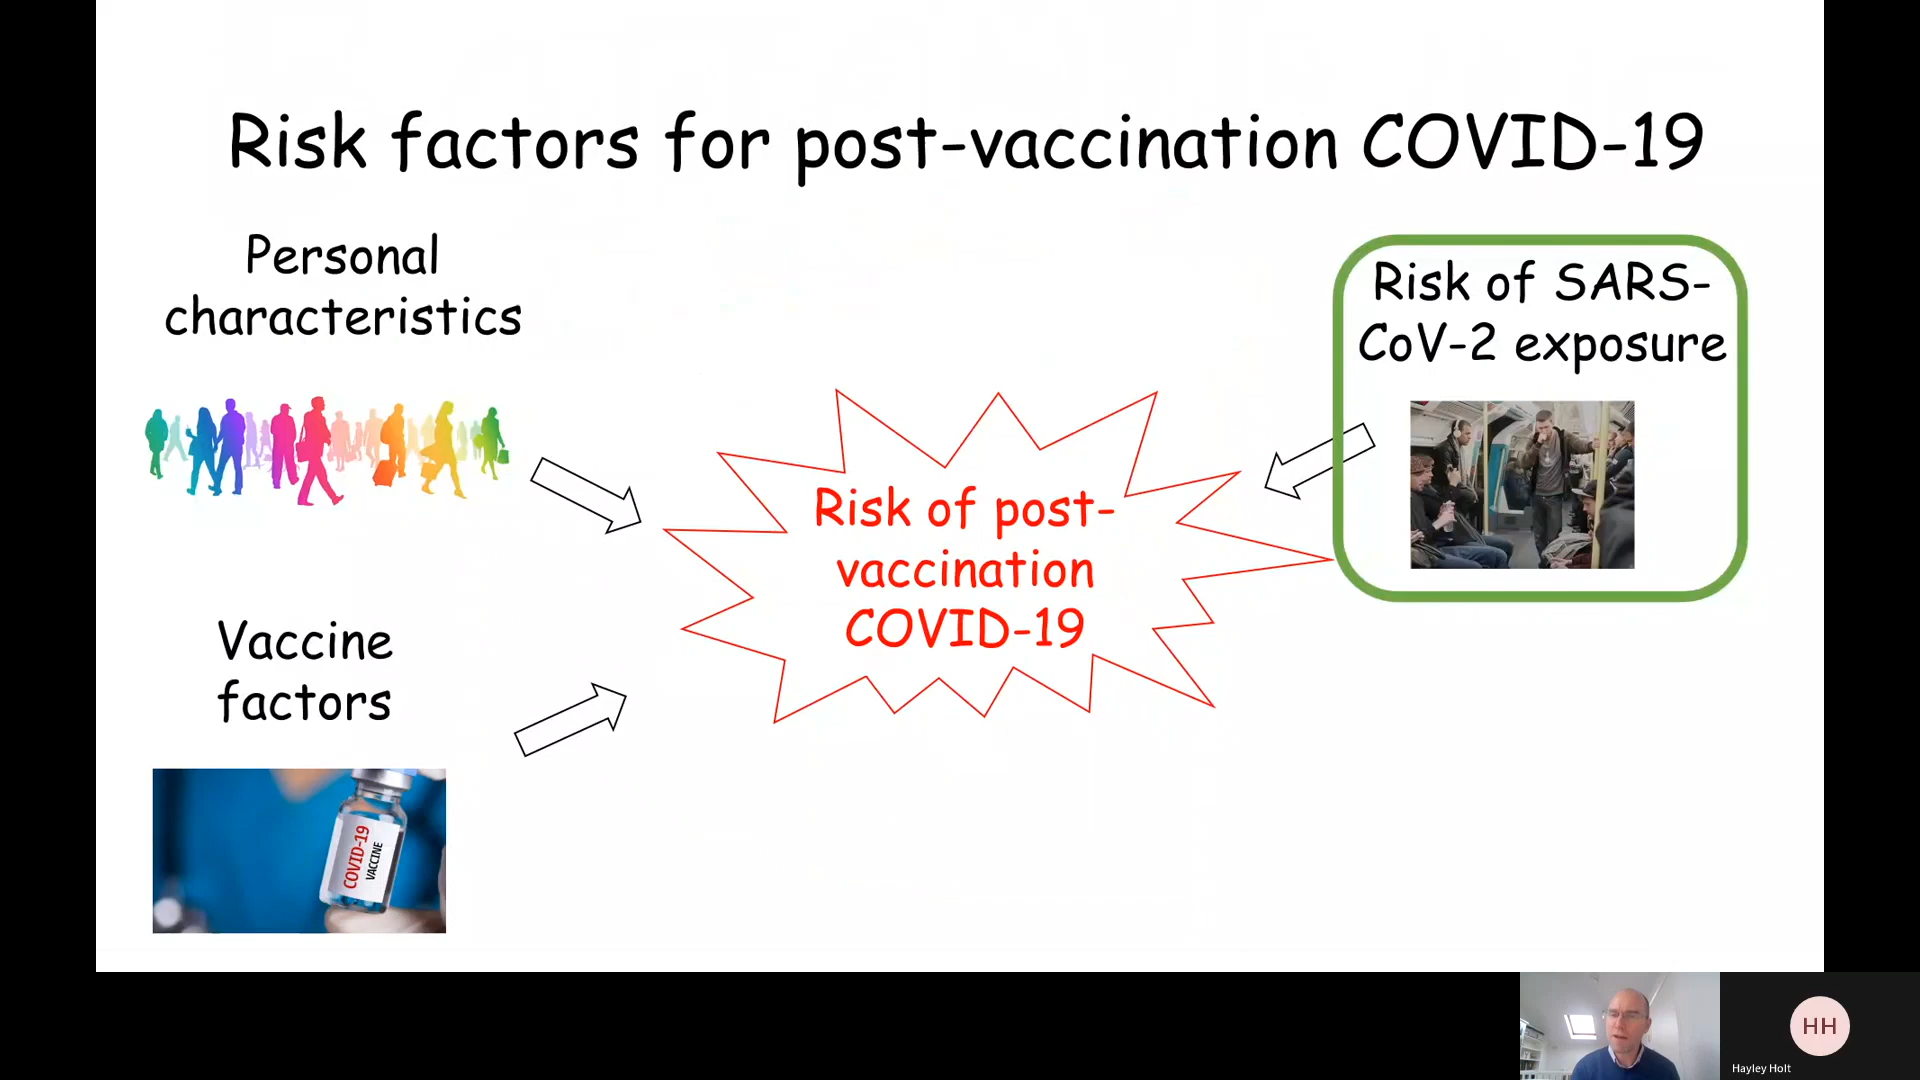 Risk factors for post-vaccination COVID-19
Personal
characteristics
Risk of SARS-
CoV-2 exposure
Risk of post-
vaccination
COVID-19
Vaccine
factors
COVID-19
VACCINE
HH
Hayley Holt